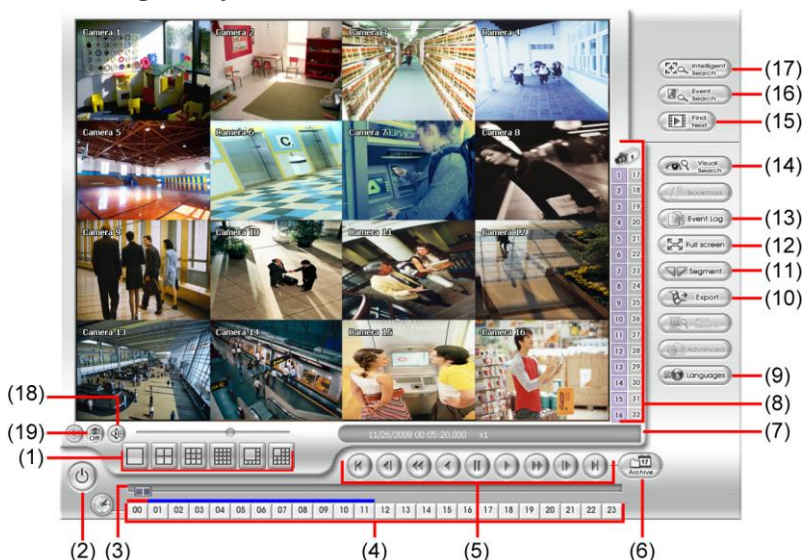 Camera 1 Camera 2 Camera 3 Camera 4
Intelligent Search (17)
Event Search (16)
Find Next (15)
Camera 5 Camera 6 Camera 7 SERVICE Camera 8
C
Visual Search (14)
Bookmark
Event Log (13)
Full screen (12)
Segment (11)
Export (10)
Advanced
Languages (9)
1 17
2 18
3 19
4 20
5 21
6 22
7 23
8 24
9 25
10 26
11 27
12 28
13 29
14 30
15 31
16 32
(8)
Camera 9 Camera 10 Camera 11 Camera 12
Camera 13 Camera 14 Camera 15 Camera 16
(18)
(19) Off
(1)
11/26/2008 00:05:20.000 x1
(7)
17
Archive
00 01 02 03 04 05 06 07 08 09 10 11 12 13 14 15 16 17 18 19 20 21 22 23
(2) (3) (4) (5) (6)